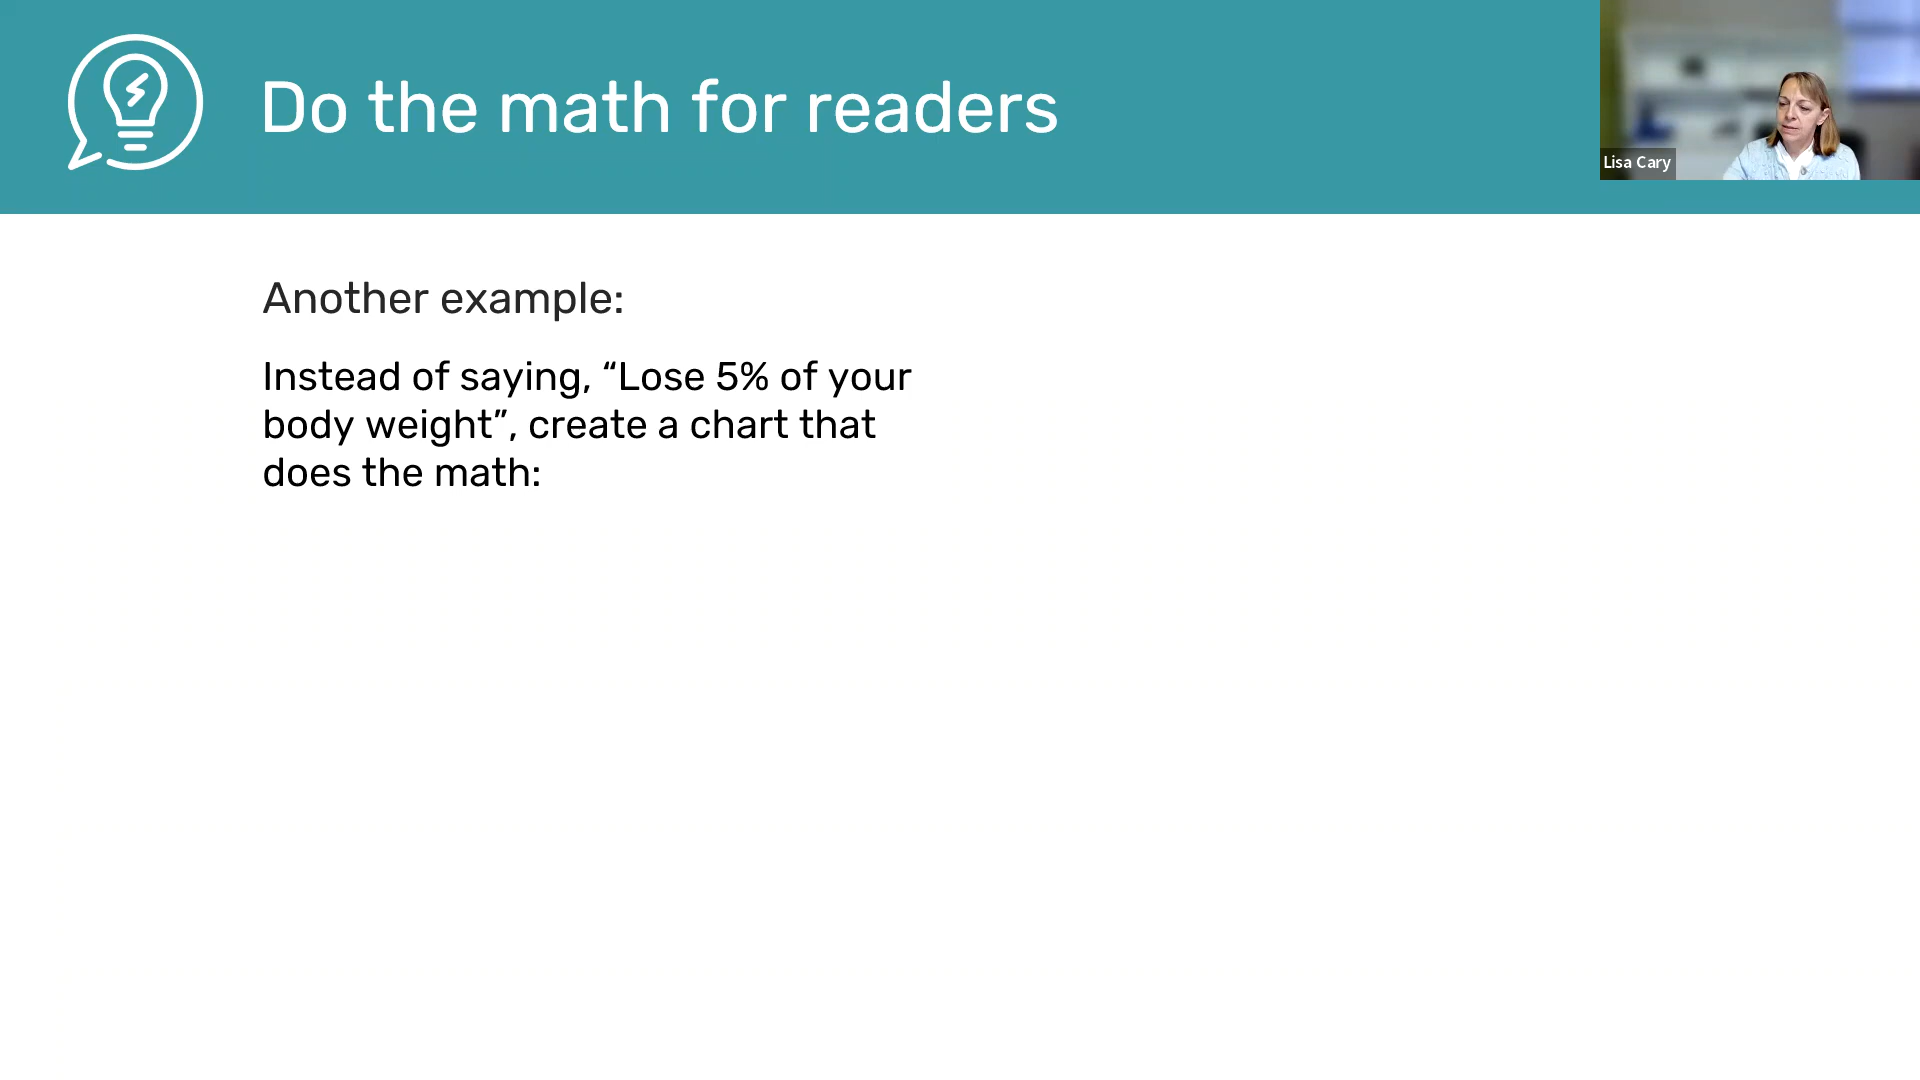 Do the math for readers
Lisa Cary
Another example:
Instead of saying, “Lose 5% of your
body weight”, create a chart that
does the math: